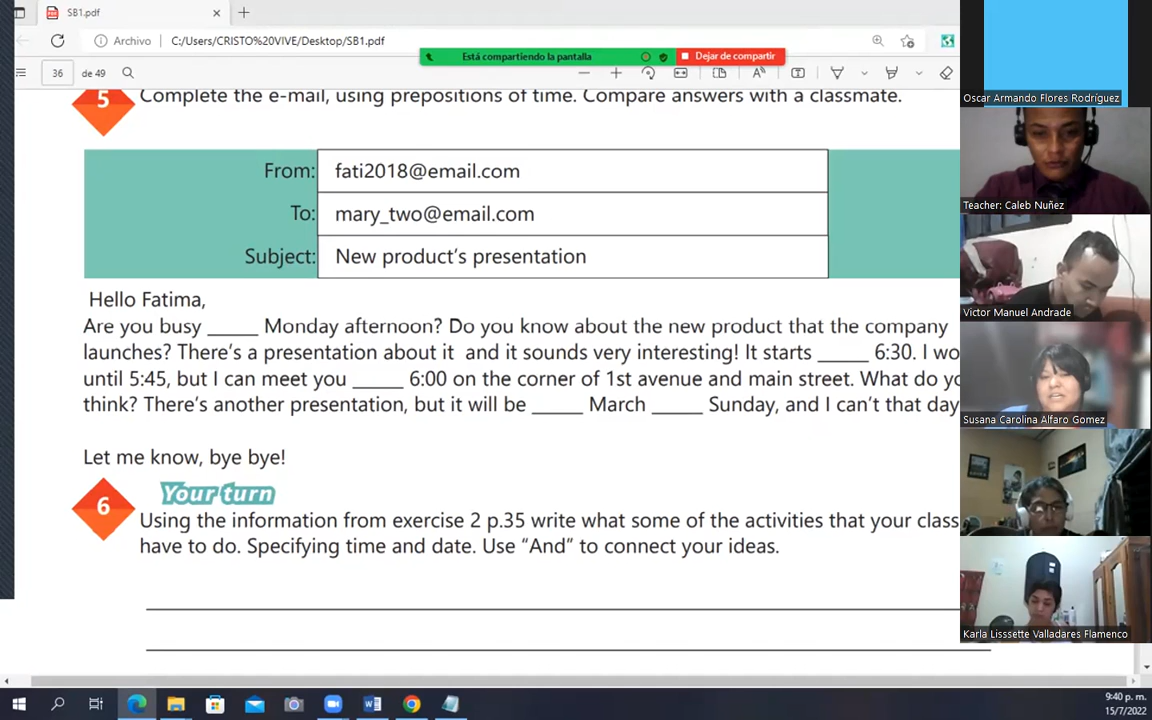 SB1.pdf
Archivo
C:/Users/CRISTO%20VIVE/Desktop/SB1.pdf
Está compartiendo la pantalla
Dejar de compartir
36
de 49
5
Complete the e-mail, using prepositions of time. Compare answers with a classmate.
From:
fati2018@email.com
To:
mary_two@email.com
Subject:
New product's presentation
Hello Fatima,
Are you busy _____ Monday afternoon? Do you know about the new product that the company
launches? There's a presentation about it and it sounds very interesting! It starts _____ 6:30. I wo
until 5:45, but I can meet you _____ 6:00 on the corner of 1st avenue and main street. What do yo
think? There's another presentation, but it will be _____ March _____ Sunday, and I can't that day
Let me know, bye bye!
6
Your turn
Using the information from exercise 2 p.35 write what some of the activities that your class
have to do. Specifying time and date. Use “And” to connect your ideas.
Oscar Armando Flores Rodríguez
Teacher: Caleb Nuñez
Victor Manuel Andrade
Susana Carolina Alfaro Gomez
Karla Lisssette Valladares Flamenco
9:40 p. m.
15/7/2022